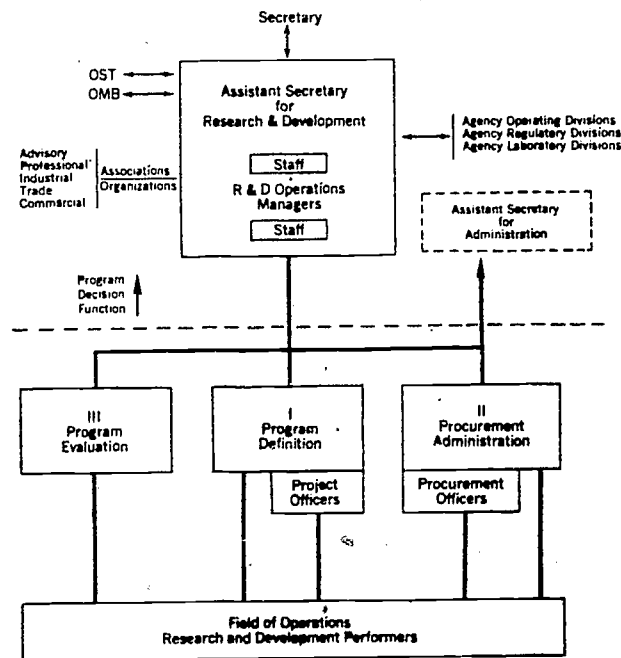 Secretary
OST
OMB
Assistant Secretary
for
Research & Development
Staff
R & D Operations
Managers
Staff
Agency Operating Divisions
Agency Regulatory Divisions
Agency Laboratory Divisions
Advisory
Professional
Industrial
Trade
Commercial
Associations
Organizations
Assistant Secretary
for
Administration
Program
Decision
Function
III
Program
Evaluation
I
Program
Definition
Project
Officers
II
Procurement
Administration
Procurement
Officers
Field of Operations
Research and Development Performers